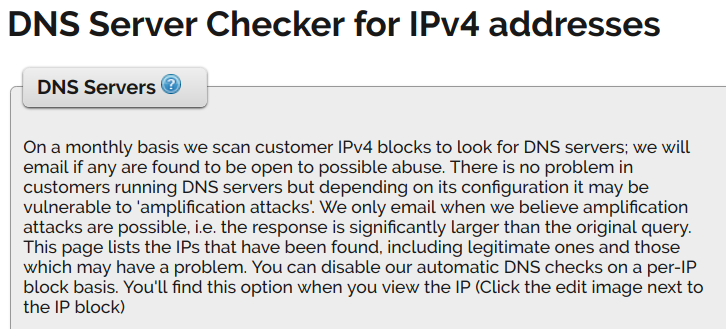 DNS Server Checker for IPv4 addresses
DNS Servers
On a monthly basis we scan customer IPv4 blocks to look for DNS servers; we will
email if any are found to be open to possible abuse. There is no problem in
customers running DNS servers but depending on its configuration it may be
vulnerable to 'amplification attacks'. We only email when we believe amplification
attacks are possible, i.e. the response is significantly larger than the original query.
This page lists the IPs that have been found, including legitimate ones and those
which may have a problem. You can disable our automatic DNS checks on a per-IP
block basis. You'll find this option when you view the IP (Click the edit image next to
the IP block)